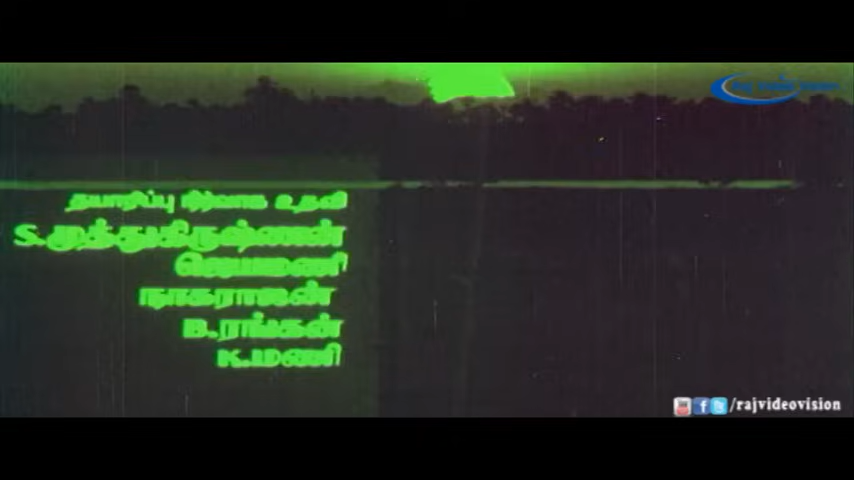 தயாரிப்பு நிர்வாக உதவி
S.முத்துகிருஷ்ணன்
ஜெயமணி
நாகராஜன்
B.ரங்கன்
K.மணி
/rajvideovision